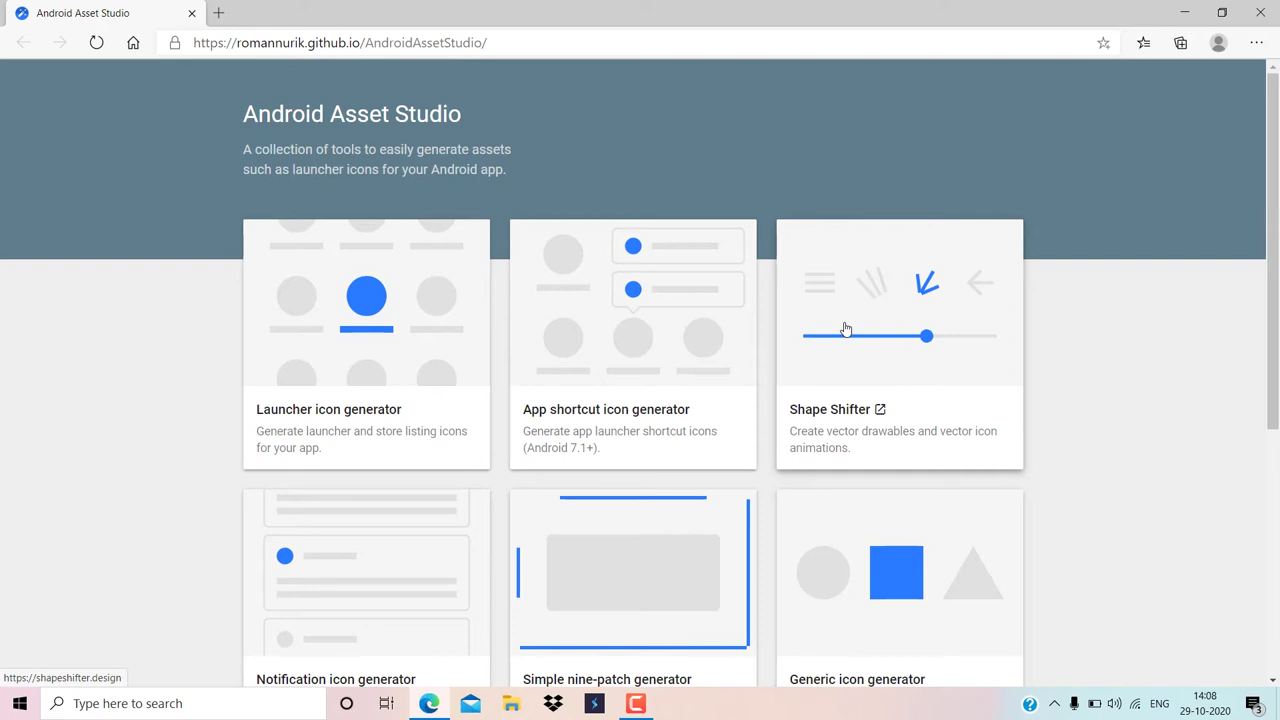 Android Asset Studio
https://romannurik.github.io/AndroidAssetStudio/
Android Asset Studio
A collection of tools to easily generate assets
such as launcher icons for your Android app.
Launcher icon generator
Generate launcher and store listing icons
for your app.
App shortcut icon generator
Generate app launcher shortcut icons
(Android 7.1+).
Shape Shifter
Create vector drawables and vector icon
animations.
Notification icon generator
Simple nine-patch generator
Generic icon generator
https://shapeshifter.design
Type here to search
ENG
14:08
29-10-2020
3